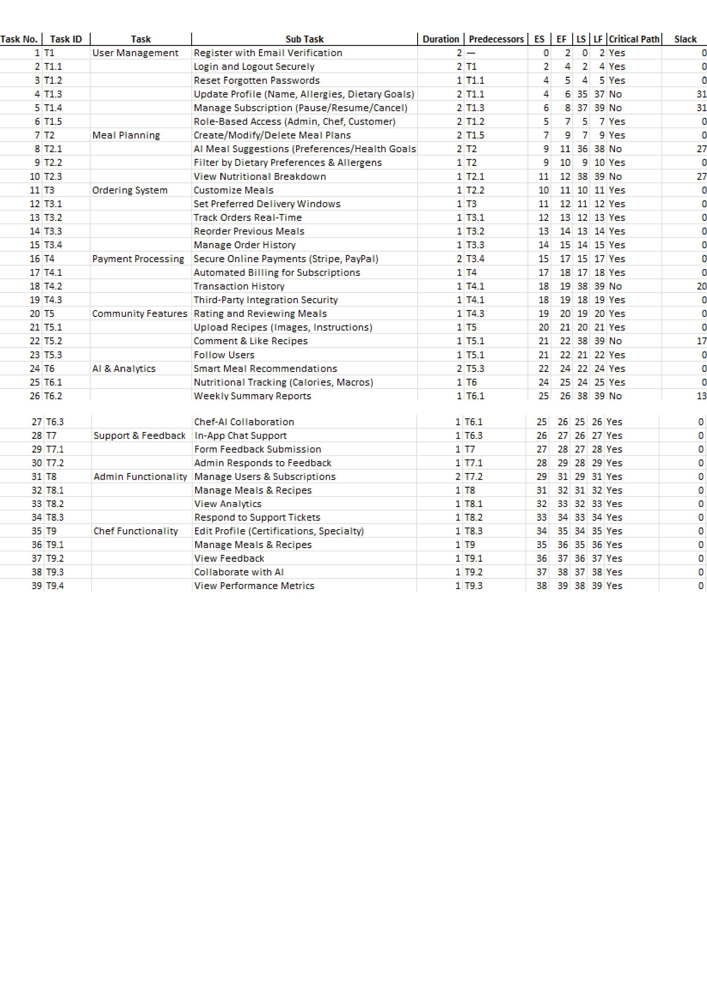 Task No. Task ID Task Sub Task Duration Predecessors ES EF LS LF Critical Path Slack
1 T1 User Management Register with Email Verification 2 — 0 2 0 2 Yes 0
2 T1.1 Login and Logout Securely 2 T1 2 4 2 4 Yes 0
3 T1.2 Reset Forgotten Passwords 1 T1.1 4 5 4 5 Yes 0
4 T1.3 Update Profile (Name, Allergies, Dietary Goals) 2 T1.1 4 6 35 37 No 31
5 T1.4 Manage Subscription (Pause/Resume/Cancel) 2 T1.3 6 8 37 39 No 31
6 T1.5 Role-Based Access (Admin, Chef, Customer) 2 T1.2 5 7 5 7 Yes 0
7 T2 Meal Planning Create/Modify/Delete Meal Plans 2 T1.5 7 9 7 9 Yes 0
8 T2.1 AI Meal Suggestions (Preferences/Health Goals) 2 T2 9 11 36 38 No 27
9 T2.2 Filter by Dietary Preferences & Allergens 1 T2 9 10 9 10 Yes 0
10 T2.3 View Nutritional Breakdown 1 T2.1 11 12 38 39 No 27
11 T3 Ordering System Customize Meals 1 T2.2 10 11 10 11 Yes 0
12 T3.1 Set Preferred Delivery Windows 1 T3 11 12 11 12 Yes 0
13 T3.2 Track Orders Real-Time 1 T3.1 12 13 12 13 Yes 0
14 T3.3 Reorder Previous Meals 1 T3.2 13 14 13 14 Yes 0
15 T3.4 Manage Order History 1 T3.3 14 15 14 15 Yes 0
16 T4 Payment Processing Secure Online Payments (Stripe, PayPal) 2 T3.4 15 17 15 17 Yes 0
17 T4.1 Automated Billing for Subscriptions 1 T4 17 18 17 18 Yes 0
18 T4.2 Transaction History 1 T4.1 18 19 38 39 No 20
19 T4.3 Third-Party Integration Security 1 T4.1 18 19 18 19 Yes 0
20 T5 Community Features Rating and Reviewing Meals 1 T4.3 19 20 19 20 Yes 0
21 T5.1 Upload Recipes (Images, Instructions) 1 T5 20 21 20 21 Yes 0
22 T5.2 Comment & Like Recipes 1 T5.1 21 22 38 39 No 17
23 T5.3 Follow Users 1 T5.1 21 22 21 22 Yes 0
24 T6 AI & Analytics Smart Meal Recommendations 2 T5.3 22 24 22 24 Yes 0
25 T6.1 Nutritional Tracking (Calories, Macros) 1 T6 24 25 24 25 Yes 0
26 T6.2 Weekly Summary Reports 1 T6.1 25 26 38 39 No 13
27 T6.3 Chef-AI Collaboration 1 T6.1 25 26 25 26 Yes 0
28 T7 Support & Feedback In-App Chat Support 1 T6.3 26 27 26 27 Yes 0
29 T7.1 Form Feedback Submission 1 T7 27 28 27 28 Yes 0
30 T7.2 Admin Responds to Feedback 1 T7.1 28 29 28 29 Yes 0
31 T8 Admin Functionality Manage Users & Subscriptions 2 T7.2 29 31 29 31 Yes 0
32 T8.1 Manage Meals & Recipes 1 T8 31 32 31 32 Yes 0
33 T8.2 View Analytics 1 T8.1 32 33 32 33 Yes 0
34 T8.3 Respond to Support Tickets 1 T8.2 33 34 33 34 Yes 0
35 T9 Chef Functionality Edit Profile (Certifications, Specialty) 1 T8.3 34 35 34 35 Yes 0
36 T9.1 Manage Meals & Recipes 1 T9 35 36 35 36 Yes 0
37 T9.2 View Feedback 1 T9.1 36 37 36 37 Yes 0
38 T9.3 Collaborate with AI 1 T9.2 37 38 37 38 Yes 0
39 T9.4 View Performance Metrics 1 T9.3 38 39 38 39 Yes 0